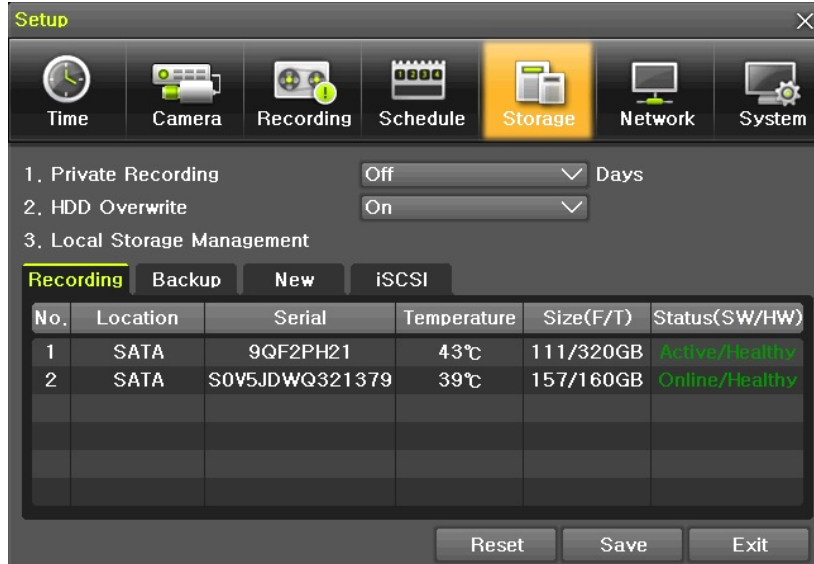 Setup
Time Camera Recording Schedule Storage Network System
1. Private Recording Off Days
2. HDD Overwrite On
3. Local Storage Management
Recording Backup New iSCSI
No. Location Serial Temperature Size(F/T) Status(SW/HW)
1 SATA 9QF2PH21 43℃ 111/320GB Active/Healthy
2 SATA S0V5JDWQ321379 39℃ 157/160GB Online/Healthy
Reset Save Exit